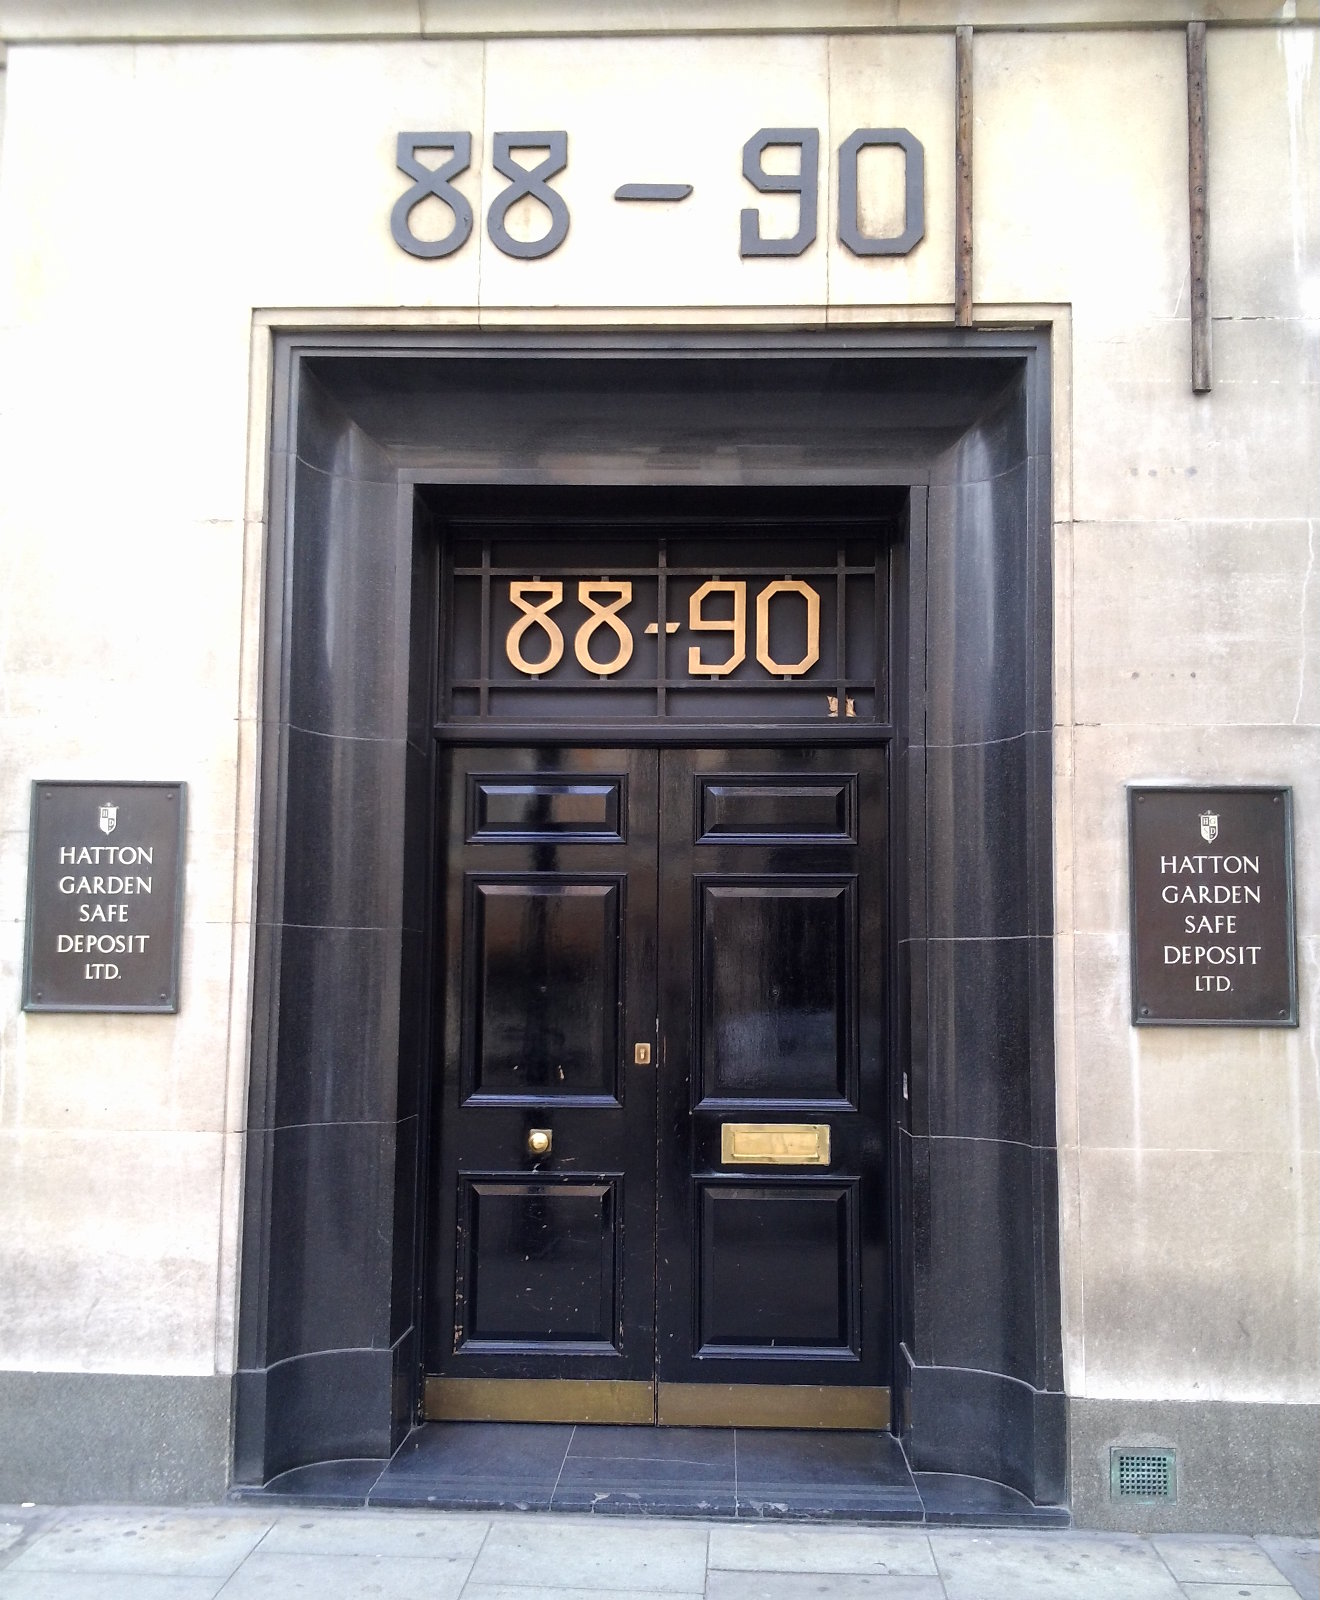 88-90
88-90
HATTON
GARDEN
SAFE
DEPOSIT
LTD.
HATTON
GARDEN
SAFE
DEPOSIT
LTD.